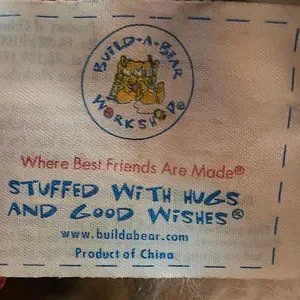 BUILD-A-BEAR
WORKSHOP®
Where Best Friends Are Made®
STUFFED WITH HUGS
AND GOOD WISHES®
www.buildabear.com
Product of China